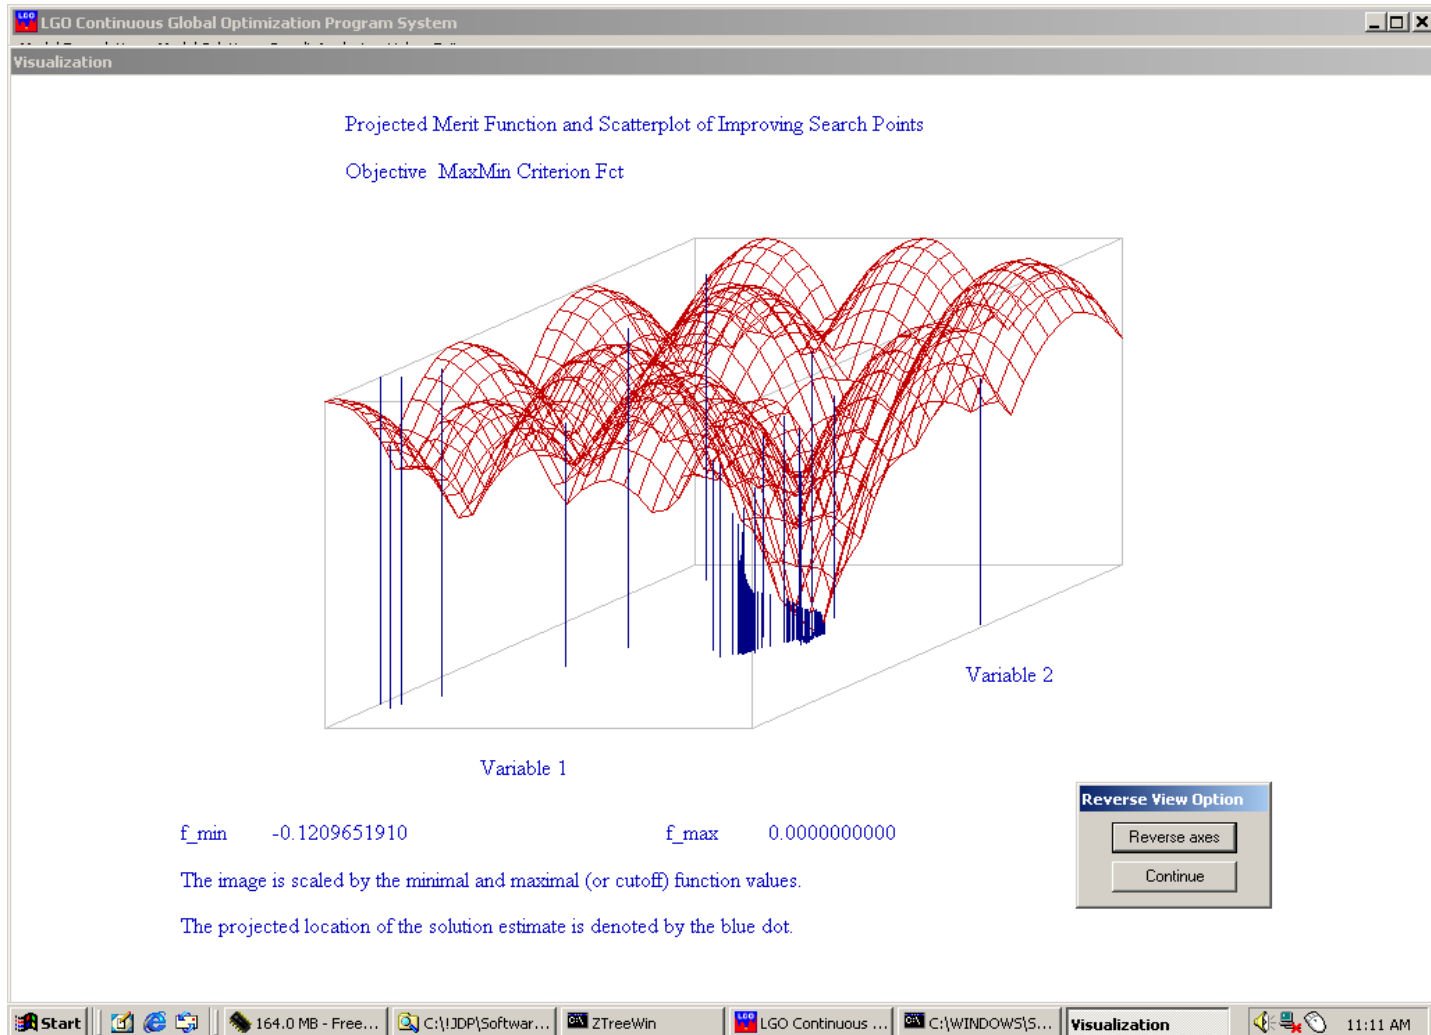 LGO Continuous Global Optimization Program System
Visualization
Projected Merit Function and Scatterplot of Improving Search Points
Objective MaxMin Criterion Fct
Variable 2
Variable 1
Reverse View Option
f_min -0.1209651910 f_max 0.0000000000
Reverse axes
The image is scaled by the minimal and maximal (or cutoff) function values.
Continue
The projected location of the solution estimate is denoted by the blue dot.
Start 164.0 MB - Free... C:\!JDP\Softwar... ZTreeWin LGO Continuous ... C:\WINDOWS\S... Visualization 11:11 AM